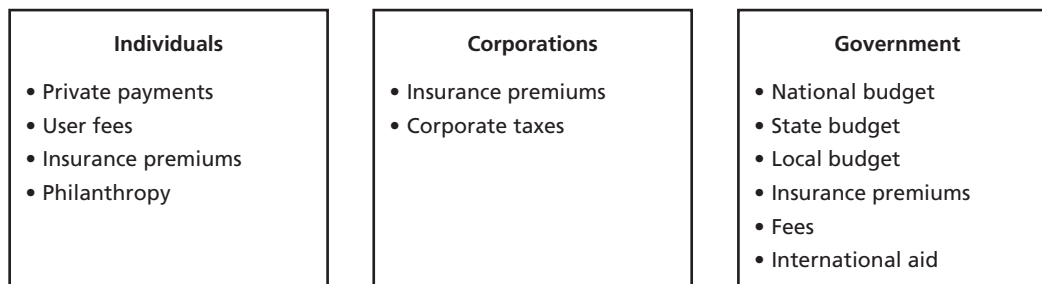 Individuals
• Private payments
• User fees
• Insurance premiums
• Philanthropy
Corporations
• Insurance premiums
• Corporate taxes
Government
• National budget
• State budget
• Local budget
• Insurance premiums
• Fees
• International aid